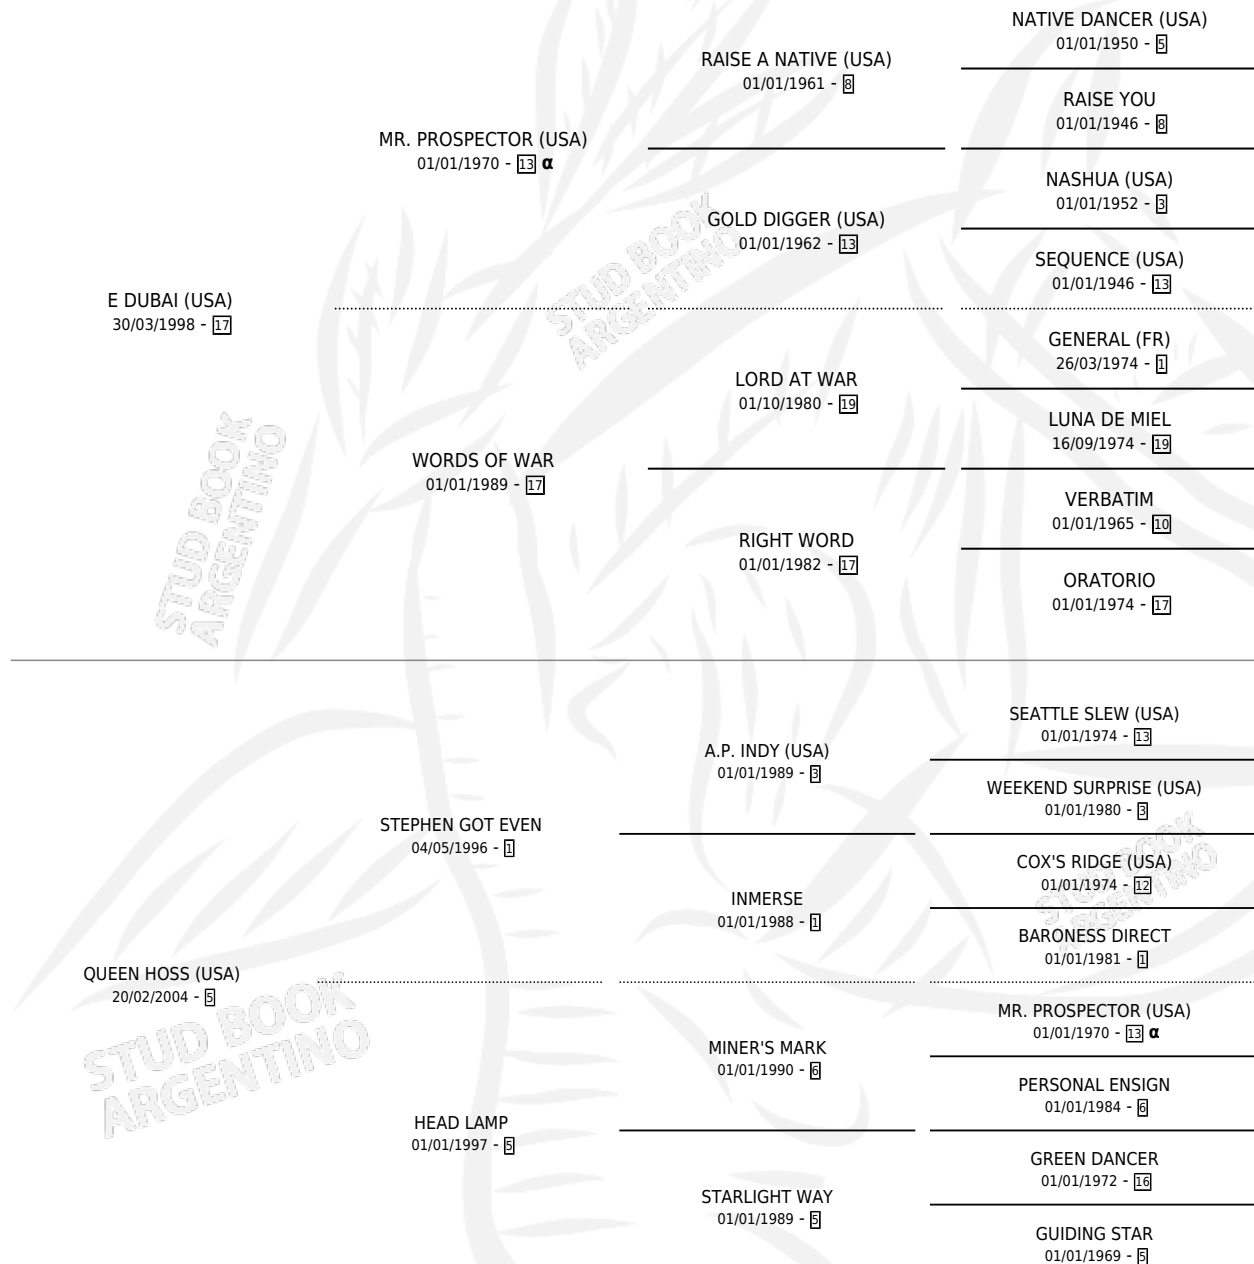 NATIVE DANCER (USA)
01/01/1950 - 5
RAISE A NATIVE (USA)
01/01/1961 - 8
RAISE YOU
01/01/1946 - 8
MR. PROSPECTOR (USA)
01/01/1970 - 13 α
NASHUA (USA)
01/01/1952 - 3
GOLD DIGGER (USA)
01/01/1962 - 13
SEQUENCE (USA)
01/01/1946 - 13
E DUBAI (USA)
30/03/1998 - 17
GENERAL (FR)
26/03/1974 - 1
LORD AT WAR
01/10/1980 - 19
LUNA DE MIEL
16/09/1974 - 19
WORDS OF WAR
01/01/1989 - 17
VERBATIM
01/01/1965 - 10
RIGHT WORD
01/01/1982 - 17
ORATORIO
01/01/1974 - 17
SEATTLE SLEW (USA)
01/01/1974 - 13
A.P. INDY (USA)
01/01/1989 - 3
WEEKEND SURPRISE (USA)
01/01/1980 - 3
STEPHEN GOT EVEN
04/05/1996 - 1
COX'S RIDGE (USA)
01/01/1974 - 12
INMERSE
01/01/1988 - 1
BARONESS DIRECT
01/01/1981 - 1
QUEEN HOSS (USA)
20/02/2004 - 5
MR. PROSPECTOR (USA)
01/01/1970 - 13 α
MINER'S MARK
01/01/1990 - 6
PERSONAL ENSIGN
01/01/1984 - 6
HEAD LAMP
01/01/1997 - 5
GREEN DANCER
01/01/1972 - 16
STARLIGHT WAY
01/01/1989 - 5
GUIDING STAR
01/01/1969 - 5
STUD BOOK
ARGENTINO
STUD BOOK
ARGENTINO
STUD BOOK
ARGENTINO
STUD BOOK
ARGENTINO